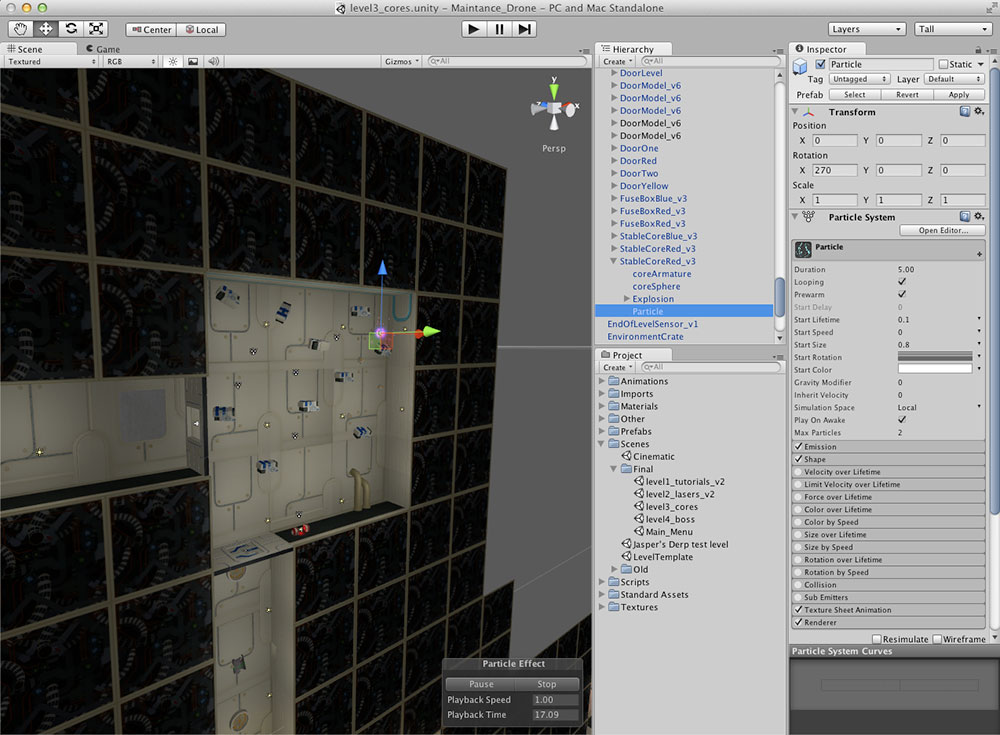 level3_cores.unity – Maintance_Drone – PC and Mac Standalone
Center Local Layers Tall
Scene Game
Textured RGB Gizmos All
y
x
z
Persp
Particle Effect
Pause Stop
Playback Speed 1.00
Playback Time 17.09
Hierarchy
Create All
DoorLevel
DoorModel_v6
DoorModel_v6
DoorModel_v6
DoorModel_v6
DoorModel_v6
DoorOne
DoorRed
DoorTwo
DoorYellow
FuseBoxBlue_v3
FuseBoxRed_v3
FuseBoxRed_v3
StableCoreBlue_v3
StableCoreRed_v3
StableCoreRed_v3
coreArmature
coreSphere
Explosion
Particle
EndOfLevelSensor_v1
EnvironmentCrate
Project
Create All
Animations
Imports
Materials
Other
Prefabs
Scenes
Cinematic
Final
level1_tutorials_v2
level2_lasers_v2
level3_cores
level4_boss
Main_Menu
Jasper's Derp test level
LevelTemplate
Old
Scripts
Standard Assets
Textures
Inspector
Particle Static
Tag Untagged Layer Default
Prefab Select Revert Apply
Transform
Position
X 0 Y 0 Z 0
Rotation
X 270 Y 0 Z 0
Scale
X 1 Y 1 Z 1
Particle System
Open Editor...
Particle
Duration 5.00
Looping
Prewarm
Start Delay 0
Start Lifetime 0.1
Start Speed 0
Start Size 0.8
Start Rotation
Start Color
Gravity Modifier 0
Inherit Velocity 0
Simulation Space Local
Play On Awake
Max Particles 2
Emission
Shape
Velocity over Lifetime
Limit Velocity over Lifetime
Force over Lifetime
Color over Lifetime
Color by Speed
Size over Lifetime
Size by Speed
Rotation over Lifetime
Rotation by Speed
Collision
Sub Emitters
Texture Sheet Animation
Renderer
Resimulate Wireframe
Particle System Curves